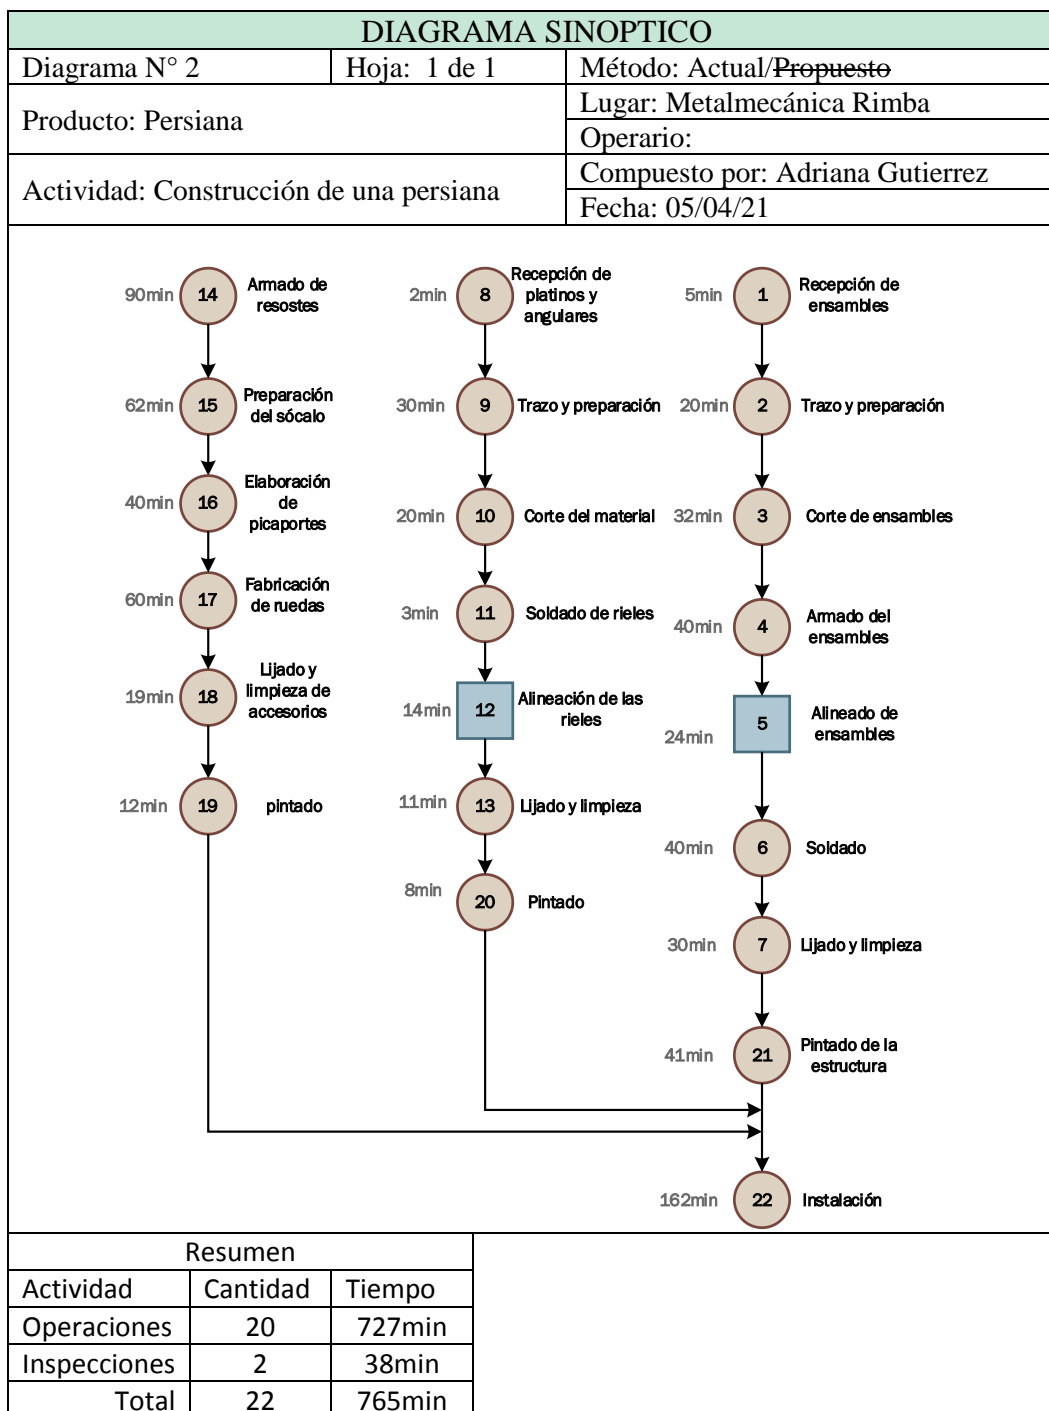 DIAGRAMA SINOPTICO
Diagrama N° 2
Hoja: 1 de 1
Método: Actual/Propuesto
Producto: Persiana
Lugar: Metalmecánica Rimba
Operario:
Actividad: Construcción de una persiana
Compuesto por: Adriana Gutierrez
Fecha: 05/04/21
90min
14
Armado de
resostes
62min
15
Preparación
del sócalo
40min
16
Elaboración
de
picaportes
60min
17
Fabricación
de ruedas
19min
18
Lijado y
limpieza de
accesorios
12min
19
pintado
2min
8
Recepción de
platinos y
angulares
30min
9
Trazo y preparación
20min
10
Corte del material
3min
11
Soldado de rieles
14min
12
Alineación de las
rieles
11min
13
Lijado y limpieza
8min
20
Pintado
5min
1
Recepción de
ensambles
20min
2
Trazo y preparación
32min
3
Corte de ensambles
40min
4
Armado del
ensambles
24min
5
Alineado de
ensambles
40min
6
Soldado
30min
7
Lijado y limpieza
41min
21
Pintado de la
estructura
162min
22
Instalación
Resumen
Actividad Cantidad Tiempo
Operaciones 20 727min
Inspecciones 2 38min
Total 22 765min